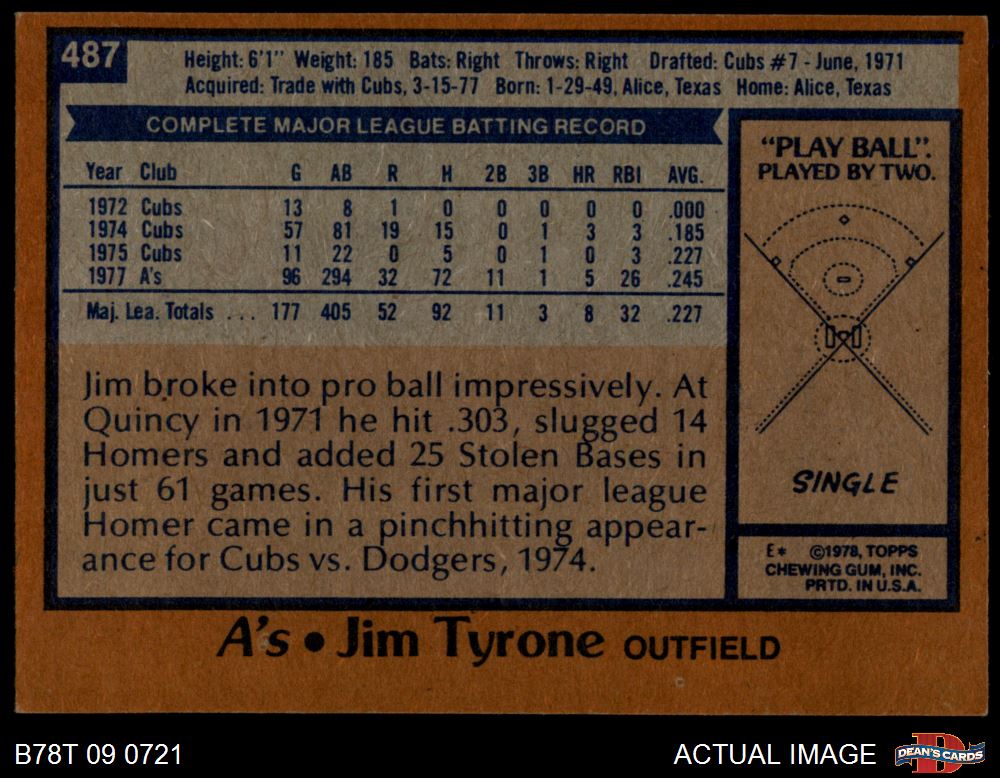 487
Height: 6'1" Weight: 185 Bats: Right Throws: Right Drafted: Cubs #7 - June, 1971
Acquired: Trade with Cubs, 3-15-77 Born: 1-29-49, Alice, Texas Home: Alice, Texas
COMPLETE MAJOR LEAGUE BATTING RECORD
Year Club G AB R H 2B 3B HR RBI AVG.
1972 Cubs 13 8 1 0 0 0 0 0 .000
1974 Cubs 57 81 19 15 0 1 3 3 .185
1975 Cubs 11 22 0 5 0 1 0 3 .227
1977 A's 96 294 32 72 11 1 5 26 .245
Maj. Lea. Totals . . . 177 405 52 92 11 3 8 32 .227
Jim broke into pro ball impressively. At
Quincy in 1971 he hit .303, slugged 14
Homers and added 25 Stolen Bases in
just 61 games. His first major league
Homer came in a pinchhitting appear-
ance for Cubs vs. Dodgers, 1974.
"PLAY BALL".
PLAYED BY TWO.
SINGLE
E* ©1978, TOPPS
CHEWING GUM, INC.
PRTD. IN U.S.A.
A's • Jim Tyrone OUTFIELD
B78T 09 0721
ACTUAL IMAGE
DEAN'S CARDS